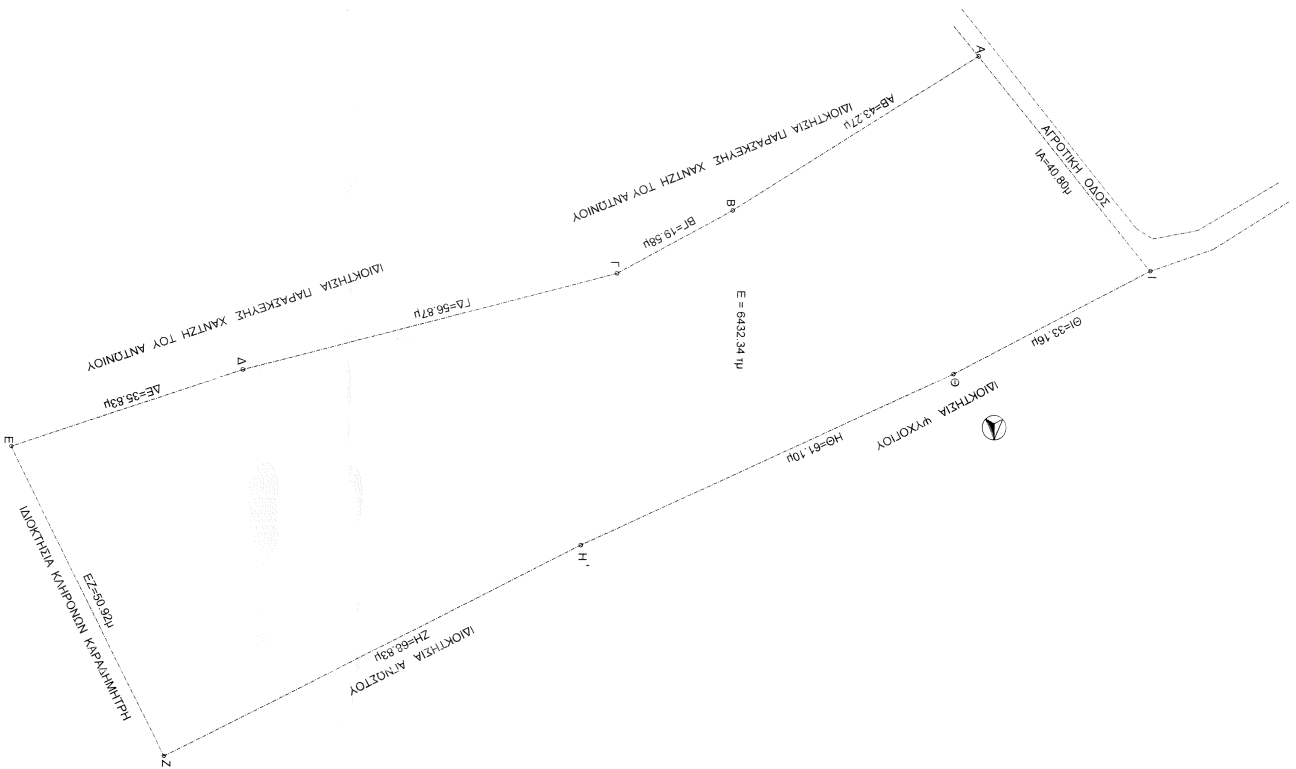 Α
ΑΓΡΟΤΙΚΗ ΟΔΟΣ
ΙΑ=40.80μ
ΑΒ=43.27μ
ΙΔΙΟΚΤΗΣΙΑ ΠΑΡΑΣΚΕΥΗΣ ΧΑΝΤΖΗ ΤΟΥ ΑΝΤΩΝΙΟΥ
Β
ΒΓ=19.58μ
Γ
Ι
ΙΔΙΟΚΤΗΣΙΑ ΠΑΡΑΣΚΕΥΗΣ ΧΑΝΤΖΗ ΤΟΥ ΑΝΤΩΝΙΟΥ
ΓΔ=56.87μ
Ε = 6432.34 τμ
ΘΙ=33.16μ
Δ
Θ
ΔΕ=35.83μ
ΙΔΙΟΚΤΗΣΙΑ ΨΥΧΟΓΙΟΥ
Ε
ΗΘ=61.10μ
ΙΔΙΟΚΤΗΣΙΑ ΚΛΗΡΟΝΩΝ ΚΑΡΑΔΗΜΗΤΡΗ
ΕΖ=50.92μ
Η
ΖΗ=68.83μ
ΙΔΙΟΚΤΗΣΙΑ ΑΓΝΩΣΤΟΥ
Ζ